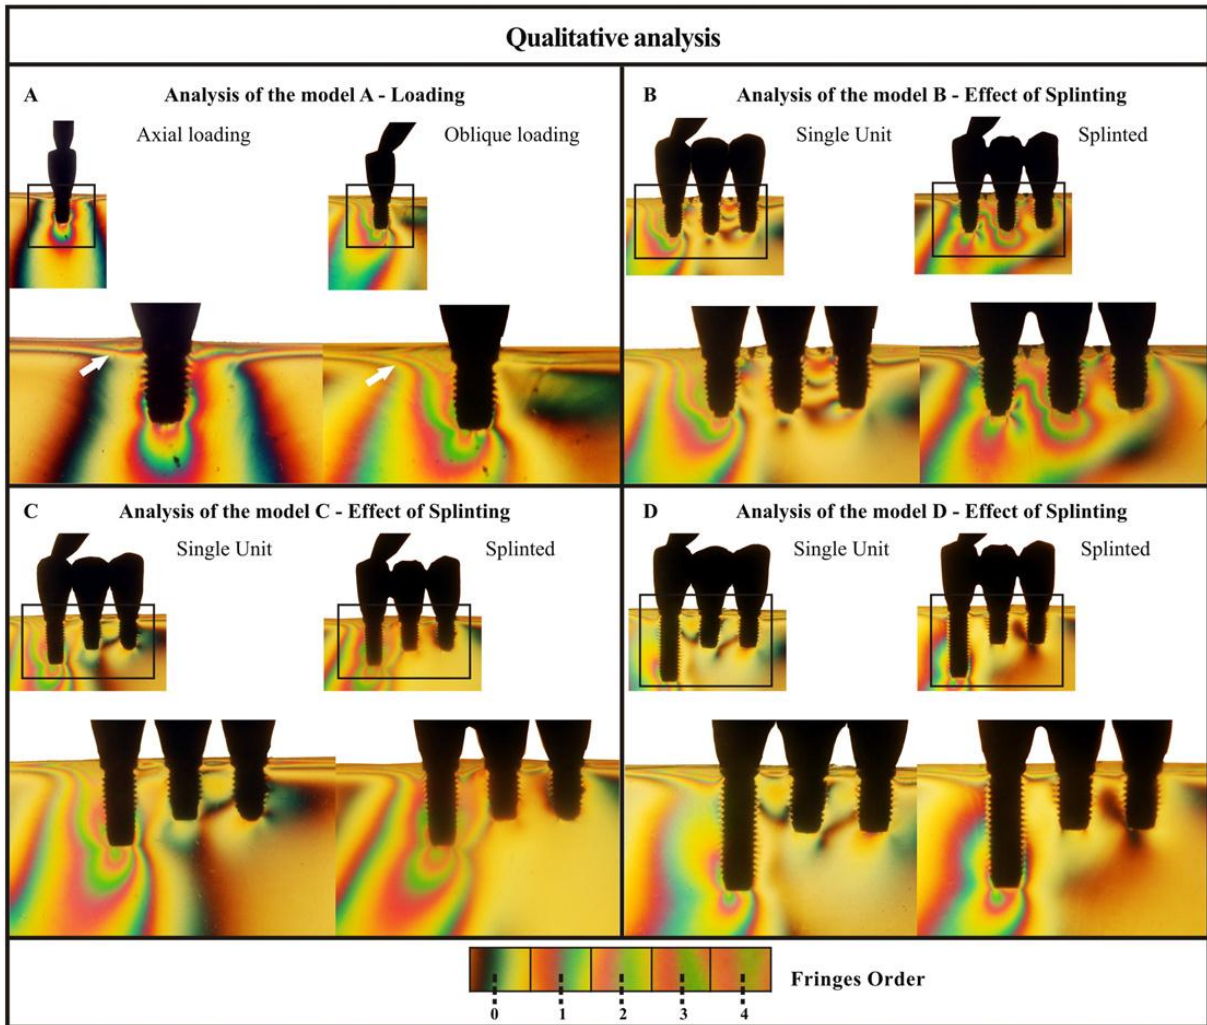 Qualitative analysis
A
Analysis of the model A - Loading
Axial loading
Oblique loading
B
Analysis of the model B - Effect of Splinting
Single Unit
Splinted
C
Analysis of the model C - Effect of Splinting
Single Unit
Splinted
D
Analysis of the model D - Effect of Splinting
Single Unit
Splinted
Fringes Order
0 1 2 3 4